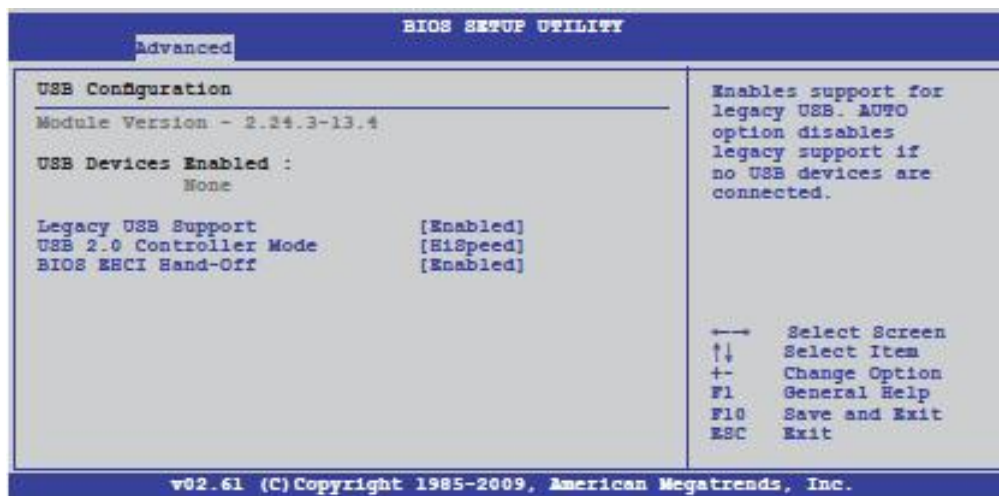 BIOS SETUP UTILITY
Advanced
USB Configuration
Module Version - 2.24.3-13.4
USB Devices Enabled :
None
Legacy USB Support [Enabled]
USB 2.0 Controller Mode [HiSpeed]
BIOS EHCI Hand-Off [Enabled]
Enables support for
legacy USB. AUTO
option disables
legacy support if
no USB devices are
connected.
←→ Select Screen
↑↓ Select Item
+- Change Option
F1 General Help
F10 Save and Exit
ESC Exit
v02.61 (C)Copyright 1985-2009, American Megatrends, Inc.